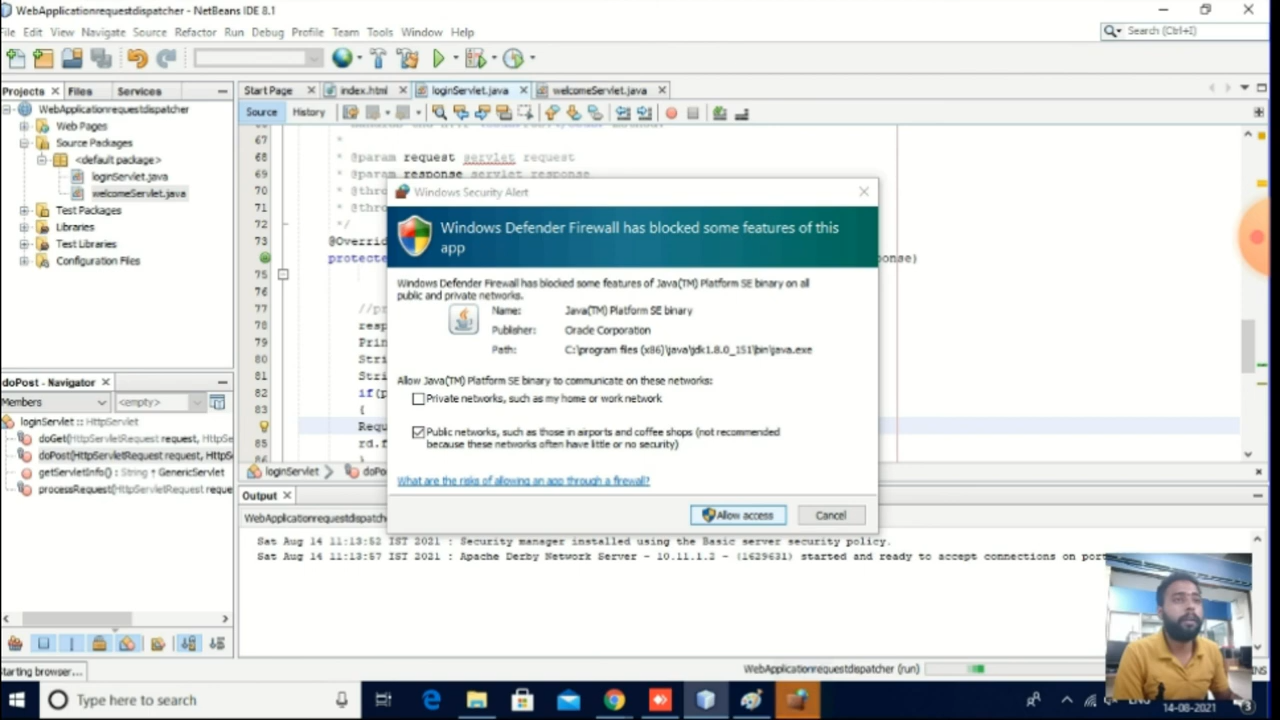 WebApplicationrequestdispatcher - NetBeans IDE 8.1
File Edit View Navigate Source Refactor Run Debug Profile Team Tools Window Help
Search (Ctrl+I)
Projects Files Services
Start Page index.html loginServlet.java welcomeServlet.java
WebApplicationrequestdispatcher
Web Pages
Source Packages
<default package>
loginServlet.java
welcomeServlet.java
Test Packages
Libraries
Test Libraries
Configuration Files
Source History
67 *
68 * @param request servlet request
69 * @param response servlet response
70 * @thro
71 * @thro
72 */
73 @Overrid
protecte onse)
75
76
77 //pr
78 resp
79 Prin
80 Stri
81 Stri
82 if(p
83 {
Requ
85 rd.f
86
loginServlet doPo
Windows Security Alert
Windows Defender Firewall has blocked some features of this
app
Windows Defender Firewall has blocked some features of Java(TM) Platform SE binary on all
public and private networks.
Name: Java(TM) Platform SE binary
Publisher: Oracle Corporation
Path: C:\program files (x86)\java\jdk1.8.0_151\bin\java.exe
Allow Java(TM) Platform SE binary to communicate on these networks:
Private networks, such as my home or work network
Public networks, such as those in airports and coffee shops (not recommended
because these networks often have little or no security)
What are the risks of allowing an app through a firewall?
Allow access Cancel
doPost - Navigator
Members <empty>
loginServlet :: HttpServlet
doGet(HttpServletRequest request, HttpSe
doPost(HttpServletRequest request, HttpS
getServletInfo() : String ↑ GenericServlet
processRequest(HttpServletRequest reque
Output
WebApplicationrequestdispatche
Sat Aug 14 11:13:52 IST 2021 : Security manager installed using the Basic server security policy.
Sat Aug 14 11:13:57 IST 2021 : Apache Derby Network Server - 10.11.1.2 - (1629631) started and ready to accept connections on port
tarting browser...
WebApplicationrequestdispatcher (run)
Type here to search
ENG
14-08-2021
3